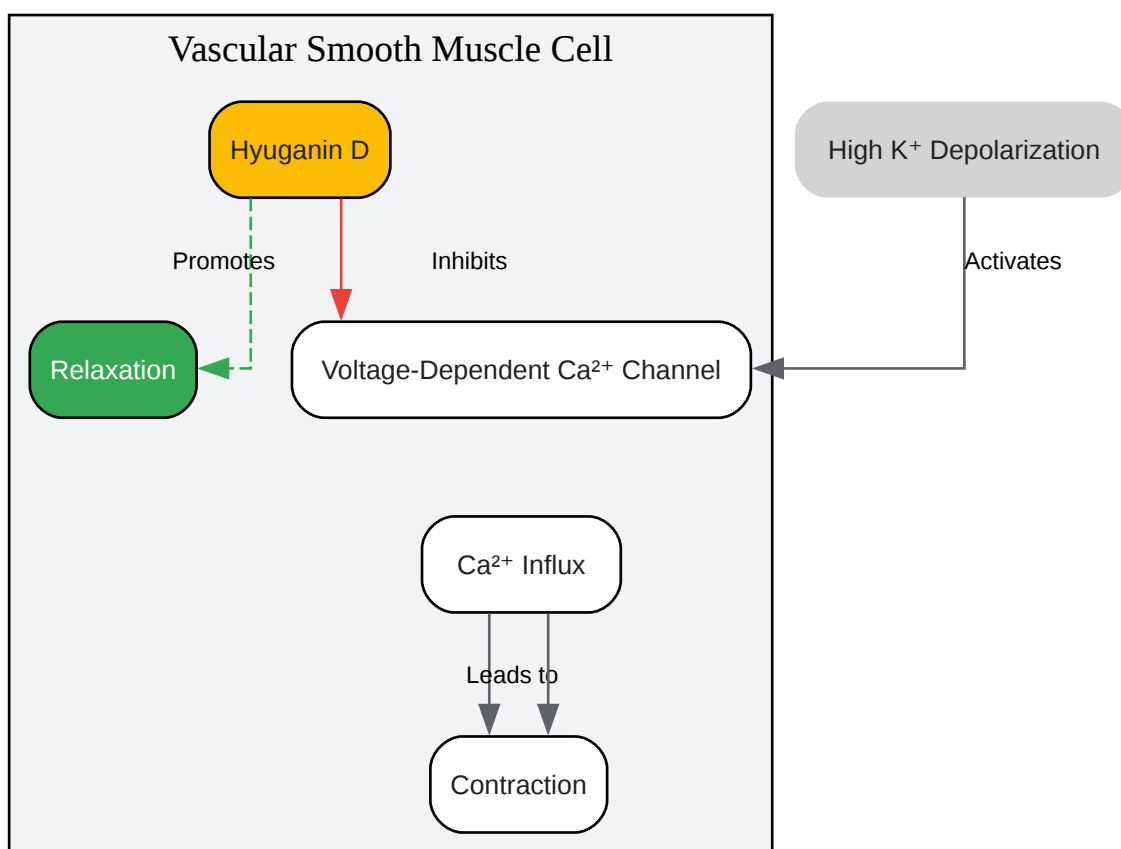 Vascular Smooth Muscle Cell
Hyuganin D
High K⁺ Depolarization
Promotes
Inhibits
Activates
Relaxation
Voltage-Dependent Ca²⁺ Channel
Ca²⁺ Influx
Leads to
Contraction